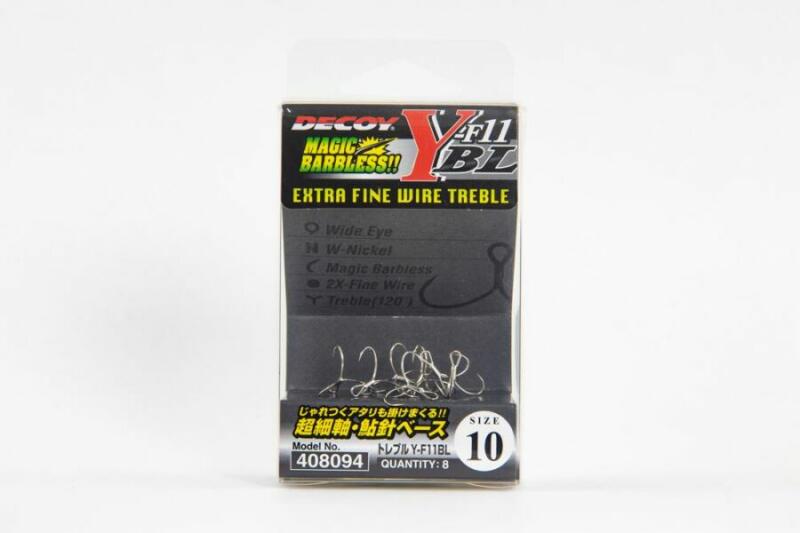 DECOY
Y-F11
BL
MAGIC
BARBLESS!!
EXTRA FINE WIRE TREBLE
Wide Eye
W-Nickel
Magic Barbless
2X-Fine Wire
Treble(120°)
じゃれつくアタリも掛けまくる!!
超細軸・鮎針ベース
SIZE
10
Model No.
408094
トレブル Y-F11BL
QUANTITY: 8